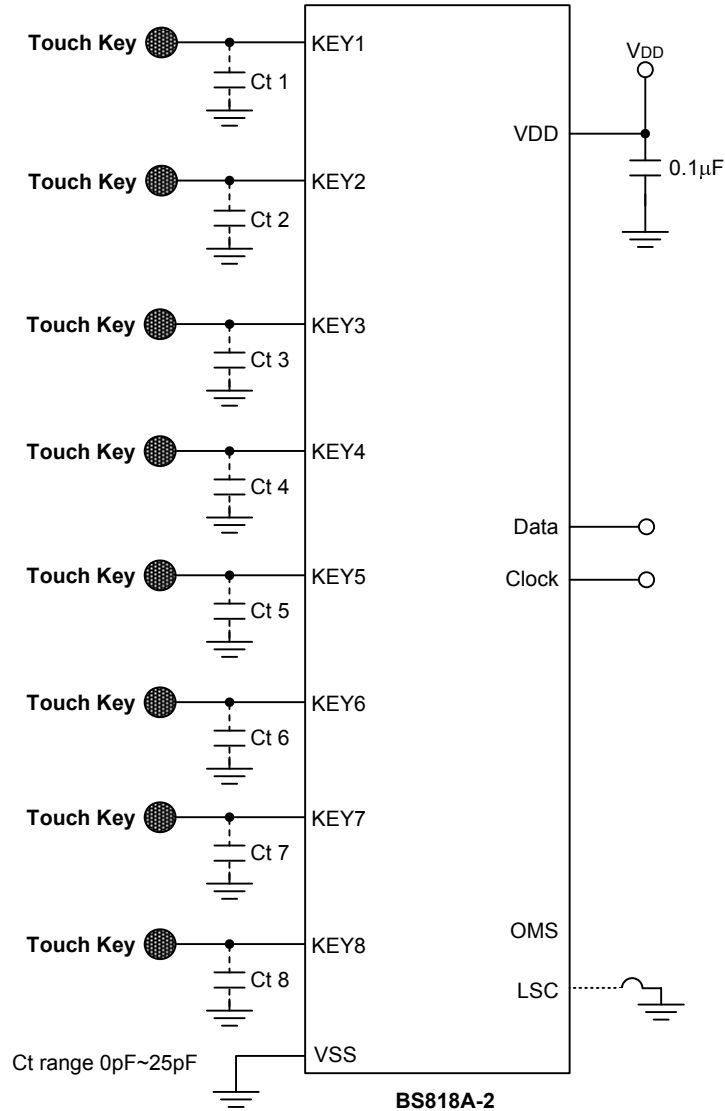 Touch Key
KEY1
Ct 1
VDD
VDD
0.1μF
Touch Key
KEY2
Ct 2
Touch Key
KEY3
Ct 3
Touch Key
KEY4
Ct 4
Data
Touch Key
KEY5
Clock
Ct 5
Touch Key
KEY6
Ct 6
Touch Key
KEY7
Ct 7
Touch Key
KEY8
OMS
Ct 8
LSC
Ct range 0pF~25pF
VSS
BS818A-2